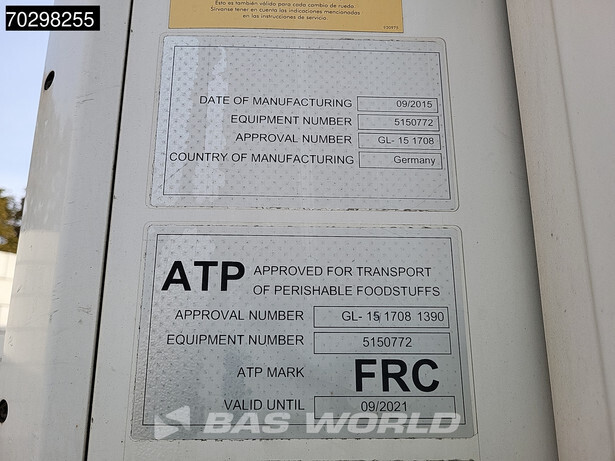 70298255
Esto es también válido para cada cambio de rueda
Sírvanse tener en cuenta las indicaciones mencionadas
en las instrucciones de servicio.
DATE OF MANUFACTURING 09/2015
EQUIPMENT NUMBER 5150772
APPROVAL NUMBER GL- 15 1708
COUNTRY OF MANUFACTURING Germany
ATP APPROVED FOR TRANSPORT
OF PERISHABLE FOODSTUFFS
APPROVAL NUMBER GL- 15 1708 1390
EQUIPMENT NUMBER 5150772
ATP MARK FRC
VALID UNTIL 09/2021
BAS WORLD